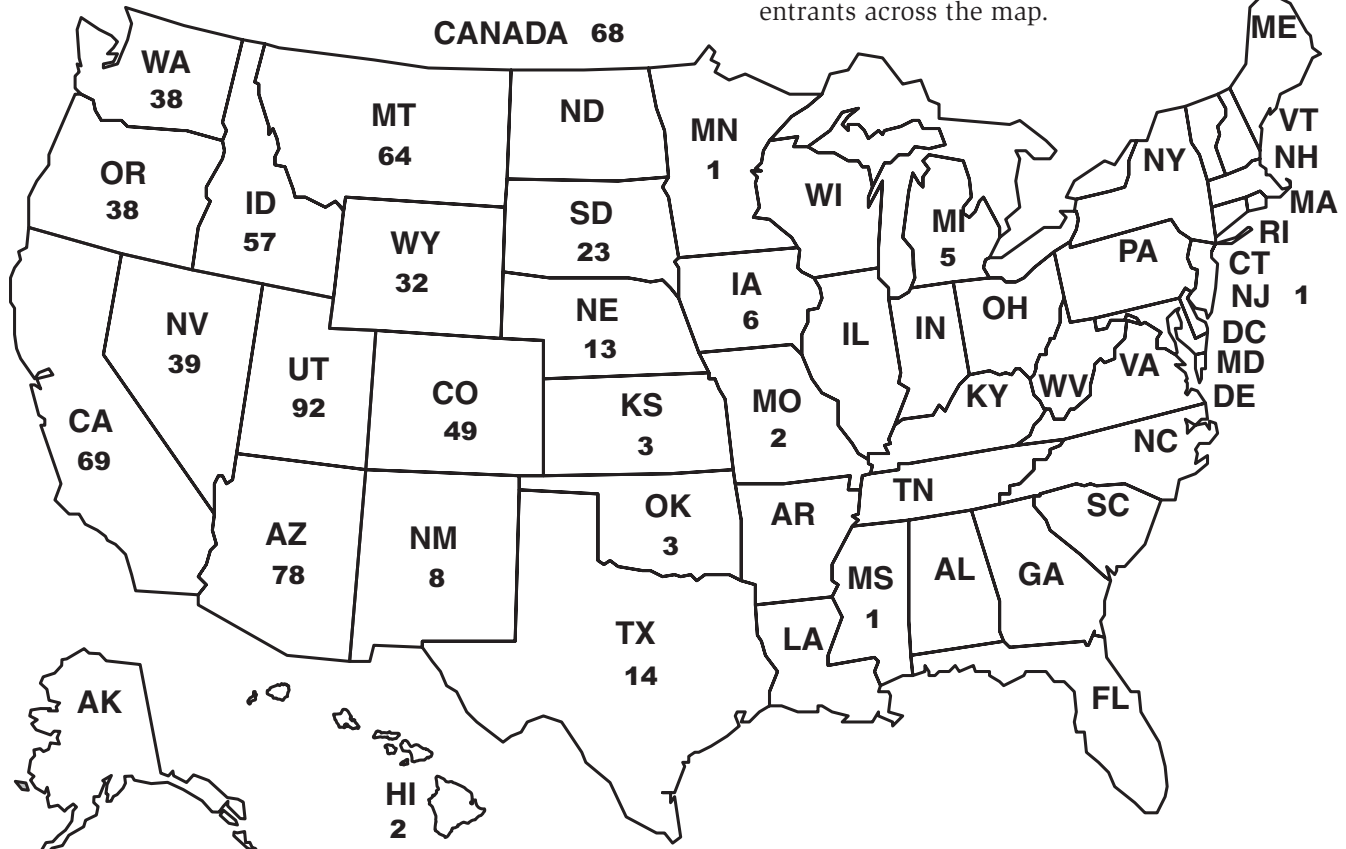 entrants across the map.
CANADA 68
ME
WA
38
MT
64
ND
MN
1
VT
NH
NY
OR
38
ID
57
SD
23
WI
MI
5
MA
RI
WY
32
PA
CT
NJ 1
NE
13
IA
6
OH
IN
IL
DC
MD
DE
NV
39
UT
92
CO
49
KS
3
MO
2
KY
WV
VA
CA
69
NC
TN
SC
AZ
78
NM
8
OK
3
AR
MS
1
AL
GA
TX
14
LA
FL
AK
HI
2